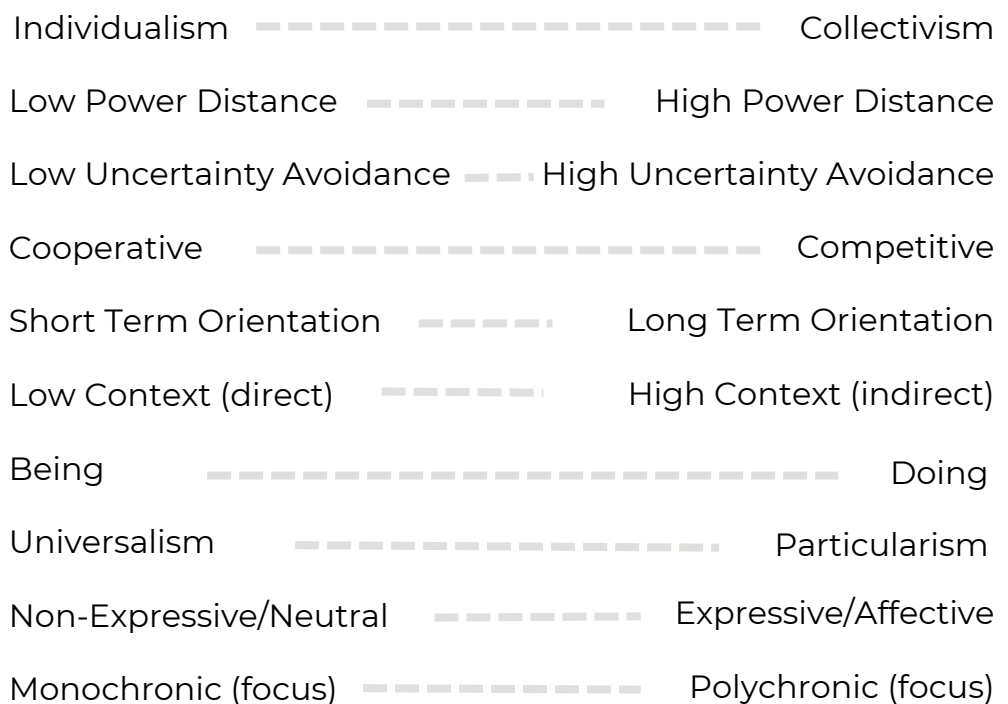 Individualism Collectivism
Low Power Distance High Power Distance
Low Uncertainty Avoidance High Uncertainty Avoidance
Cooperative Competitive
Short Term Orientation Long Term Orientation
Low Context (direct) High Context (indirect)
Being Doing
Universalism Particularism
Non-Expressive/Neutral Expressive/Affective
Monochronic (focus) Polychronic (focus)